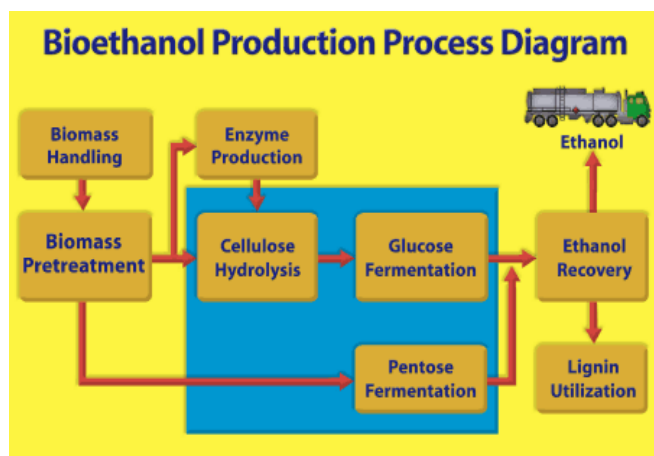 Bioethanol Production Process Diagram
Biomass
Handling
Enzyme
Production
Ethanol
Biomass
Pretreatment
Cellulose
Hydrolysis
Glucose
Fermentation
Ethanol
Recovery
Pentose
Fermentation
Lignin
Utilization